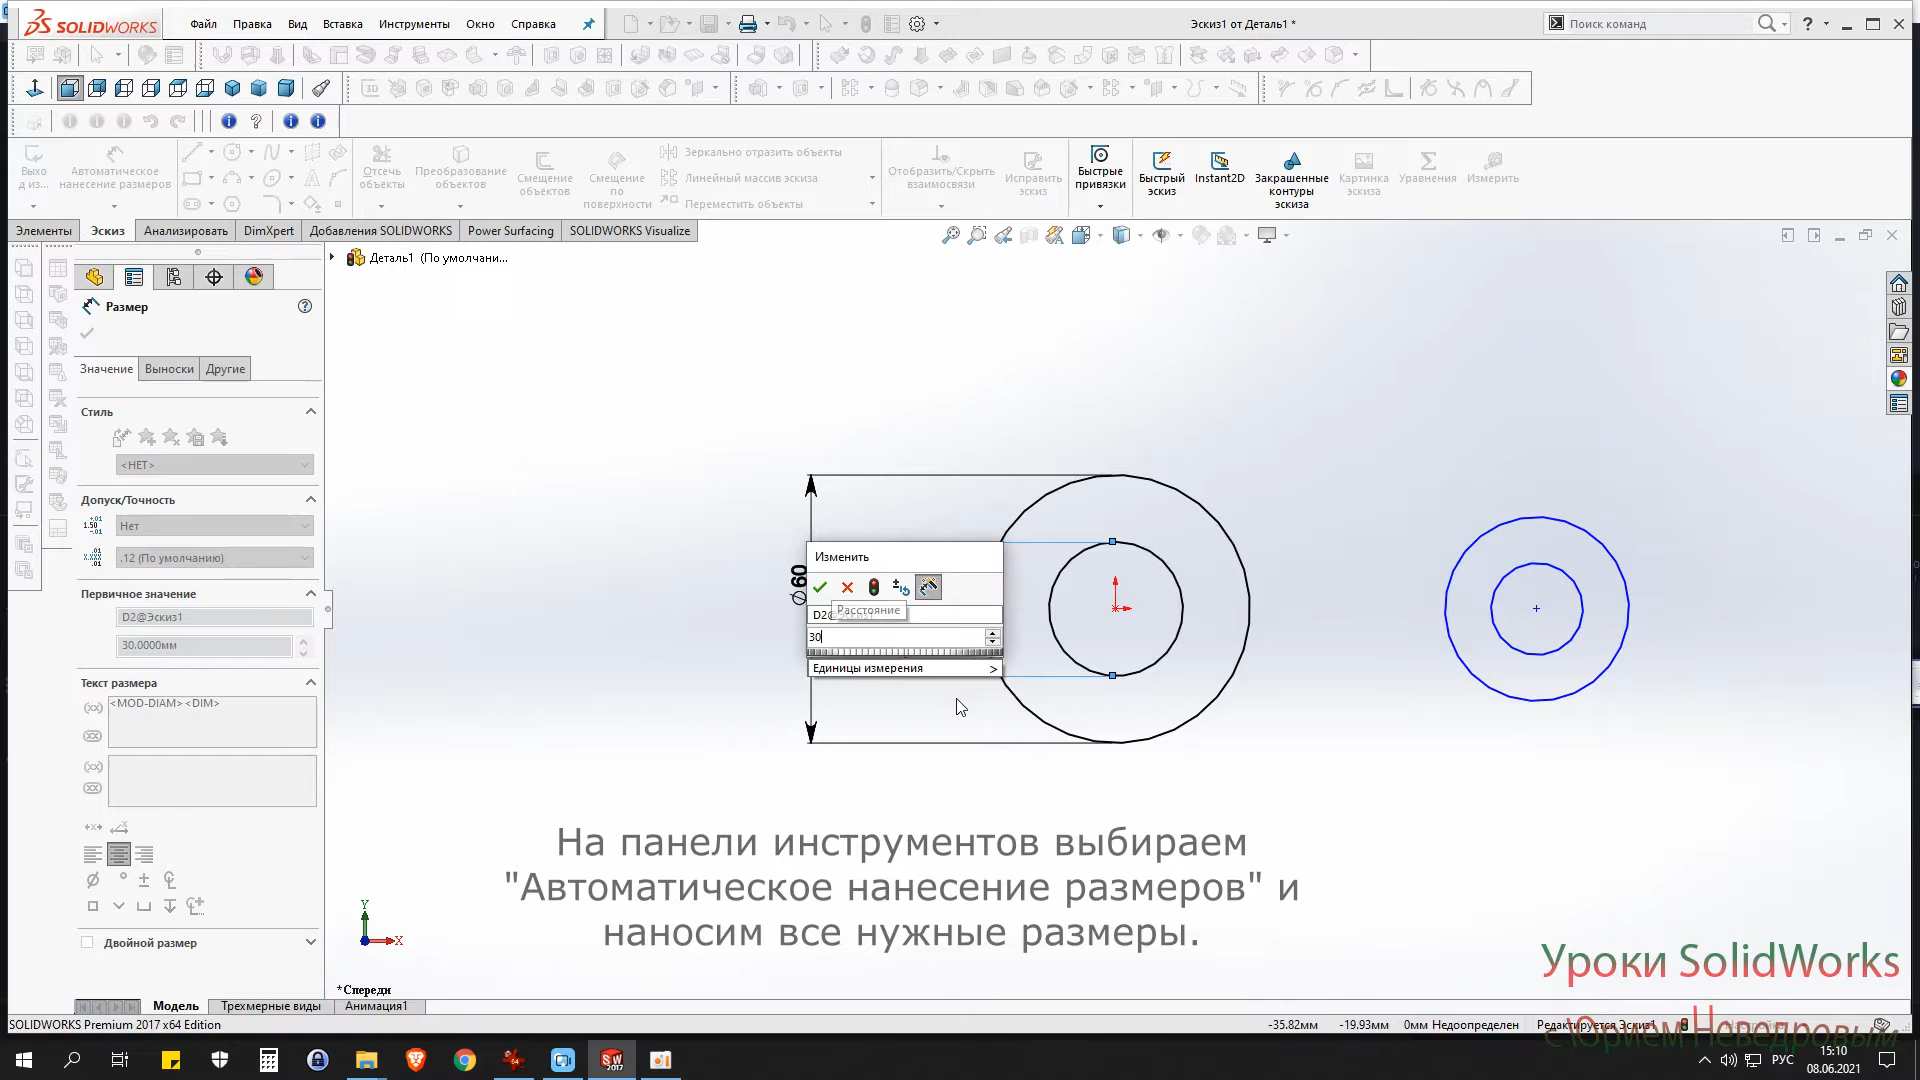 SOLIDWORKS
Файл
Правка
Вид
Вставка
Инструменты
Окно
Справка
Эскиз1 от Деталь1 *
Поиск команд
Выхо
д из...
Автоматическое
нанесение размеров
Отсечь
объекты
Преобразование
объектов
Смещение
объектов
Смещение
по
поверхности
Зеркально отразить объекты
Линейный массив эскиза
Переместить объекты
Отобразить/Скрыть
взаимосвязи
Исправить
эскиз
Быстрые
привязки
Быстрый
эскиз
Instant2D
Закрашенные
контуры
эскиза
Картинка
эскиза
Уравнения
Измерить
Элементы
Эскиз
Анализировать
DimXpert
Добавления SOLIDWORKS
Power Surfacing
SOLIDWORKS Visualize
Деталь1 (По умолчани...
Размер
Значение
Выноски
Другие
Стиль
<НЕТ>
Допуск/Точность
Нет
.12 (По умолчанию)
Первичное значение
D2@Эскиз1
30.0000мм
Текст размера
<MOD-DIAM><DIM>
Двойной размер
∅60
Изменить
Расстояние
30
Единицы измерения
Y
X
*Спереди
На панели инструментов выбираем
"Автоматическое нанесение размеров" и
наносим все нужные размеры.
Уроки SolidWorks
с Юрием Неведровым
Модель
Трехмерные виды
Анимация1
SOLIDWORKS Premium 2017 x64 Edition
-35.82мм
-19.93мм
0мм Недоопределен
Редактируется Эскиз1
РУС
15:10
08.06.2021